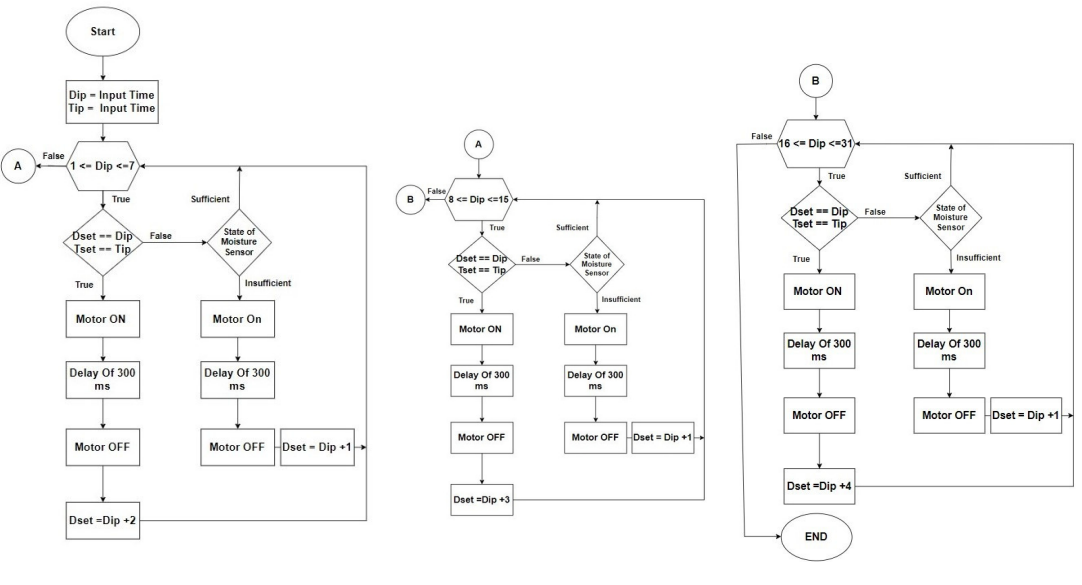 Start
Dip = Input Time
Tip =  Input Time
A
False
1 <= Dip <=7
True
Sufficient
Dset == Dip
Tset == Tip
False
State of
Moisture
Sensor
True
Insufficient
Motor ON
Motor On
Delay Of 300
ms
Delay Of 300
ms
Motor OFF
Motor OFF
Dset = Dip +1
Dset =Dip +2
A
B
False
8 <= Dip <=15
True
Sufficient
Dset == Dip
Tset == Tip
False
State of
Moisture
Sensor
True
Insufficient
Motor ON
Motor On
Delay Of 300
ms
Delay Of 300
ms
Motor OFF
Motor OFF
Dset = Dip +1
Dset =Dip +3
B
False
16 <= Dip <=31
True
Sufficient
Dset == Dip
Tset == Tip
False
State of
Moisture
Sensor
True
Insufficient
Motor ON
Motor On
Delay Of 300
ms
Delay Of 300
ms
Motor OFF
Motor OFF
Dset = Dip +1
Dset =Dip +4
END